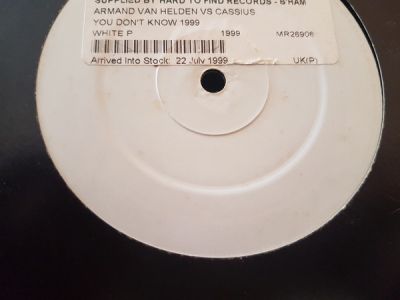 SUPPLIED BY HARD TO FIND RECORDS - B'HAM
ARMAND VAN HELDEN VS CASSIUS
YOU DON'T KNOW 1999
WHITE P 1999 MR26906
Arrived Into Stock: 22 July 1999 UK(P)